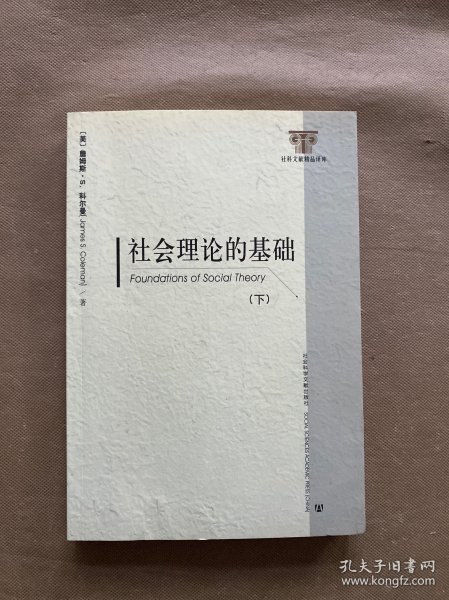 社科文献精品译库
[美] 詹姆斯·S. 科尔曼(James S. Coleman) / 著
社会理论的基础
Foundations of Social Theory
(下)
社会科学文献出版社 SOCIAL SCIENCES ACADEMIC PRESS (CHINA)
孔夫子旧书网
www.kongfz.com